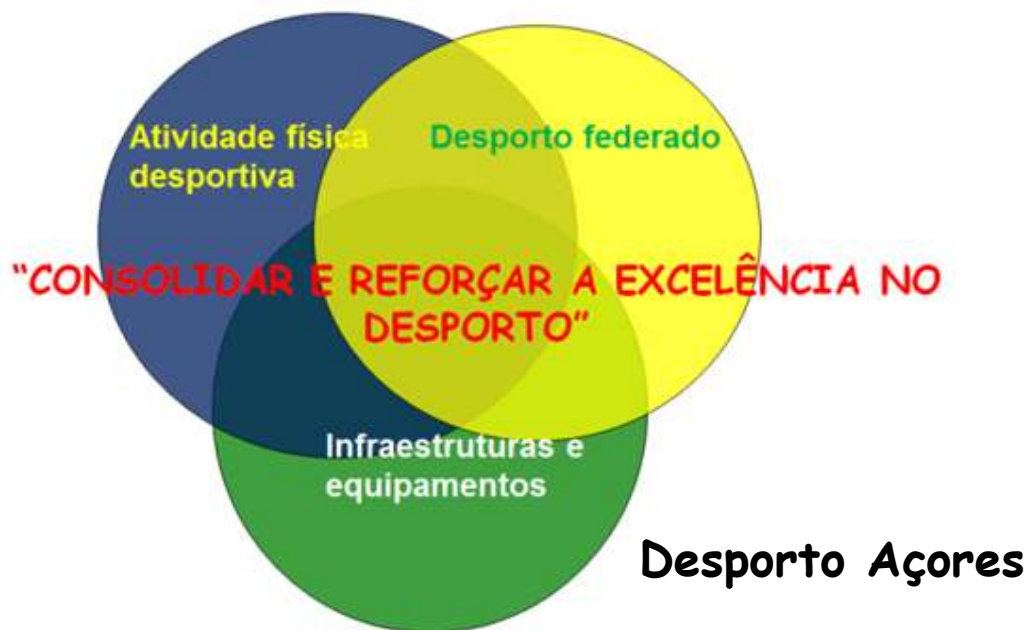 Atividade física
desportiva
Desporto federado
"CONSOLIDAR E REFORÇAR A EXCELÊNCIA NO
DESPORTO"
Infraestruturas e
equipamentos
Desporto Açores